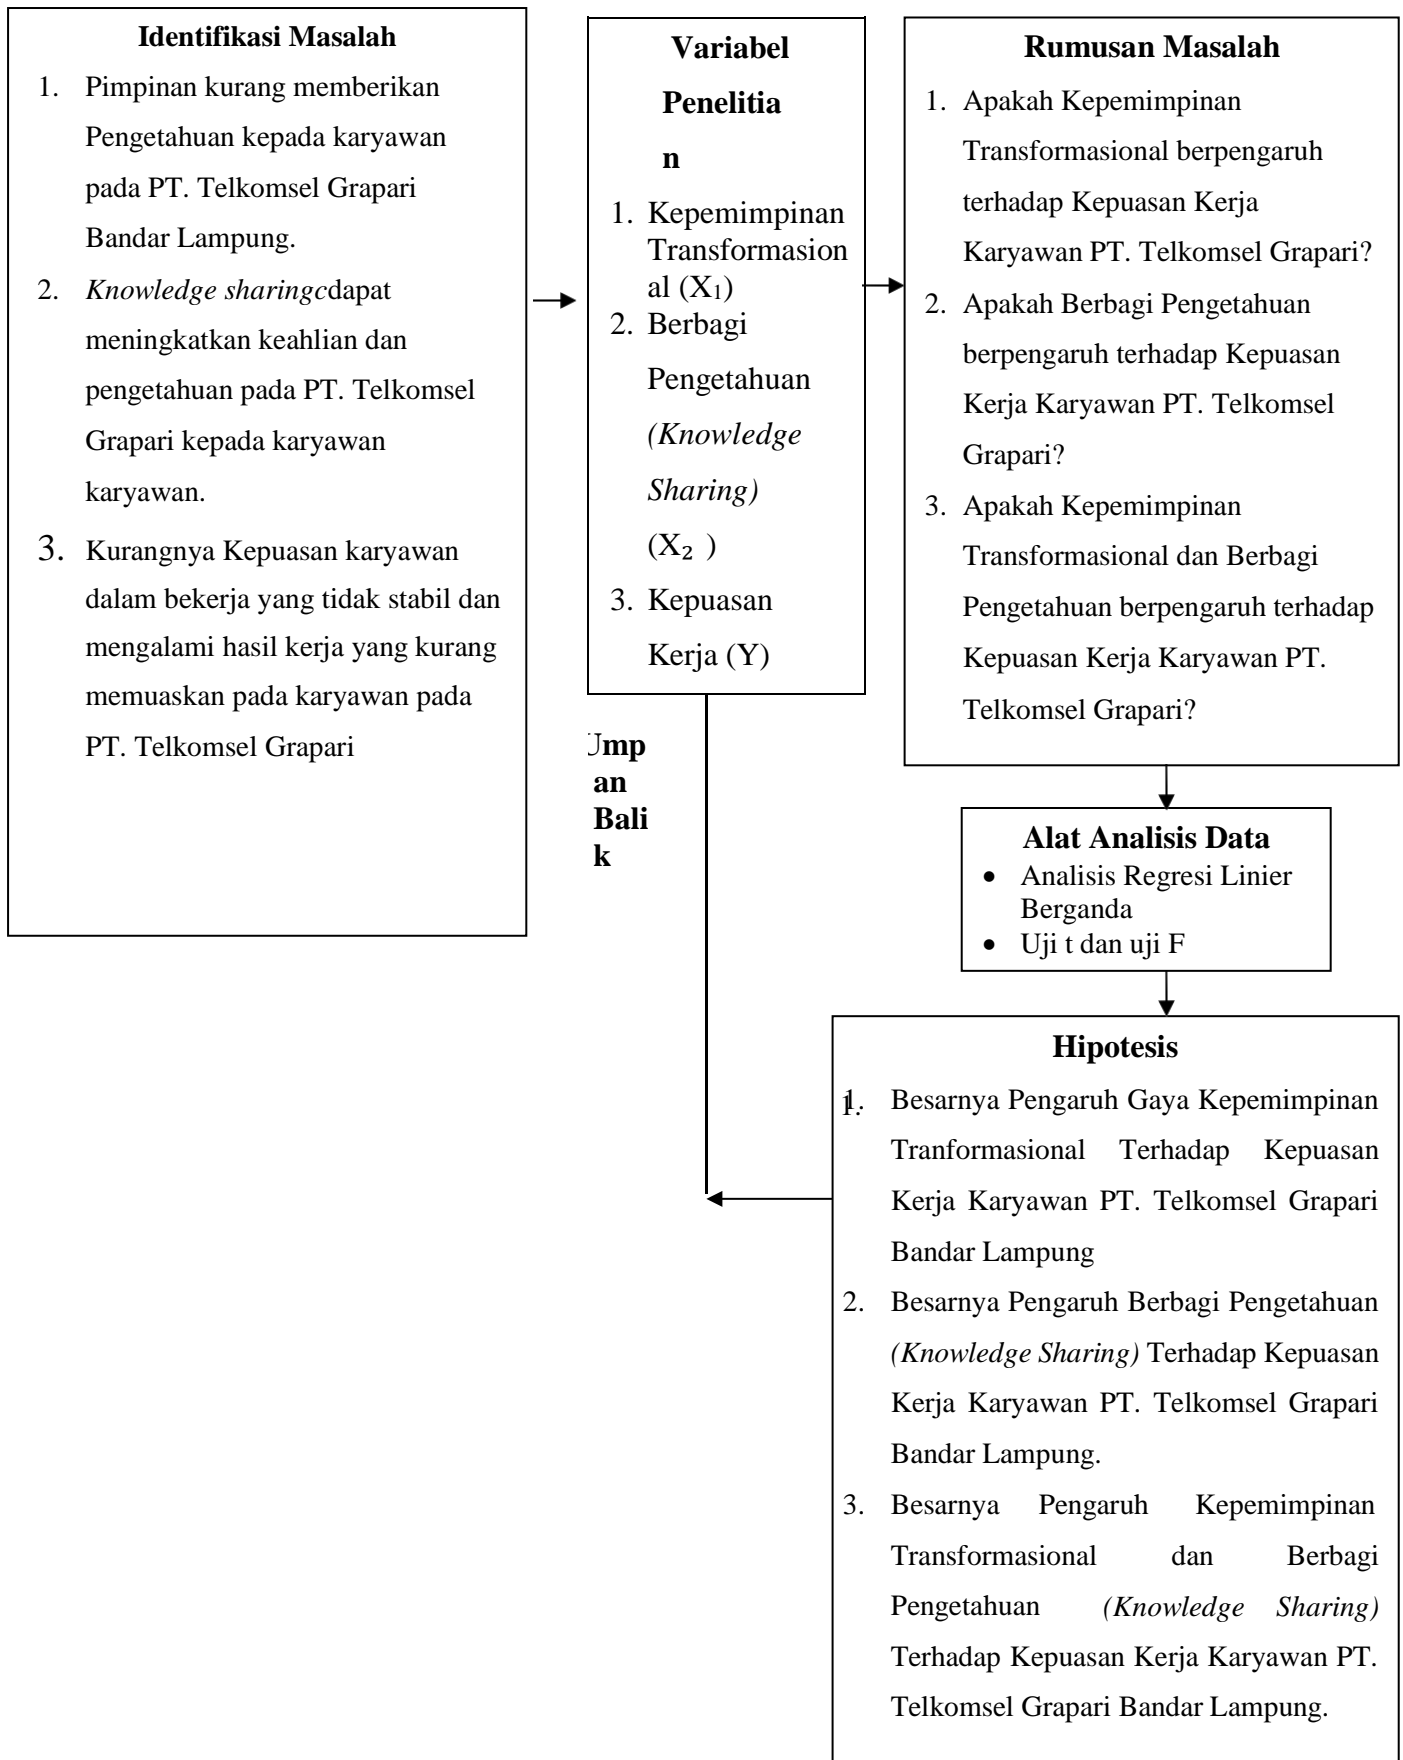 Identifikasi Masalah
1. Pimpinan kurang memberikan
Pengetahuan kepada karyawan
pada PT. Telkomsel Grapari
Bandar Lampung.
2. Knowledge sharingcdapat
meningkatkan keahlian dan
pengetahuan pada PT. Telkomsel
Grapari kepada karyawan
karyawan.
3. Kurangnya Kepuasan karyawan
dalam bekerja yang tidak stabil dan
mengalami hasil kerja yang kurang
memuaskan pada karyawan pada
PT. Telkomsel Grapari
Variabel
Penelitia
n
1. Kepemimpinan
Transformasion
al (X₁)
2. Berbagi
Pengetahuan
(Knowledge
Sharing)
(X₂ )
3. Kepuasan
Kerja (Y)
Rumusan Masalah
1. Apakah Kepemimpinan
Transformasional berpengaruh
terhadap Kepuasan Kerja
Karyawan PT. Telkomsel Grapari?
2. Apakah Berbagi Pengetahuan
berpengaruh terhadap Kepuasan
Kerja Karyawan PT. Telkomsel
Grapari?
3. Apakah Kepemimpinan
Transformasional dan Berbagi
Pengetahuan berpengaruh terhadap
Kepuasan Kerja Karyawan PT.
Telkomsel Grapari?
Ump
an
Bali
k
Alat Analisis Data
• Analisis Regresi Linier
Berganda
• Uji t dan uji F
Hipotesis
1. Besarnya Pengaruh Gaya Kepemimpinan
Tranformasional Terhadap Kepuasan
Kerja Karyawan PT. Telkomsel Grapari
Bandar Lampung
2. Besarnya Pengaruh Berbagi Pengetahuan
(Knowledge Sharing) Terhadap Kepuasan
Kerja Karyawan PT. Telkomsel Grapari
Bandar Lampung.
3. Besarnya Pengaruh Kepemimpinan
Transformasional dan Berbagi
Pengetahuan (Knowledge Sharing)
Terhadap Kepuasan Kerja Karyawan PT.
Telkomsel Grapari Bandar Lampung.